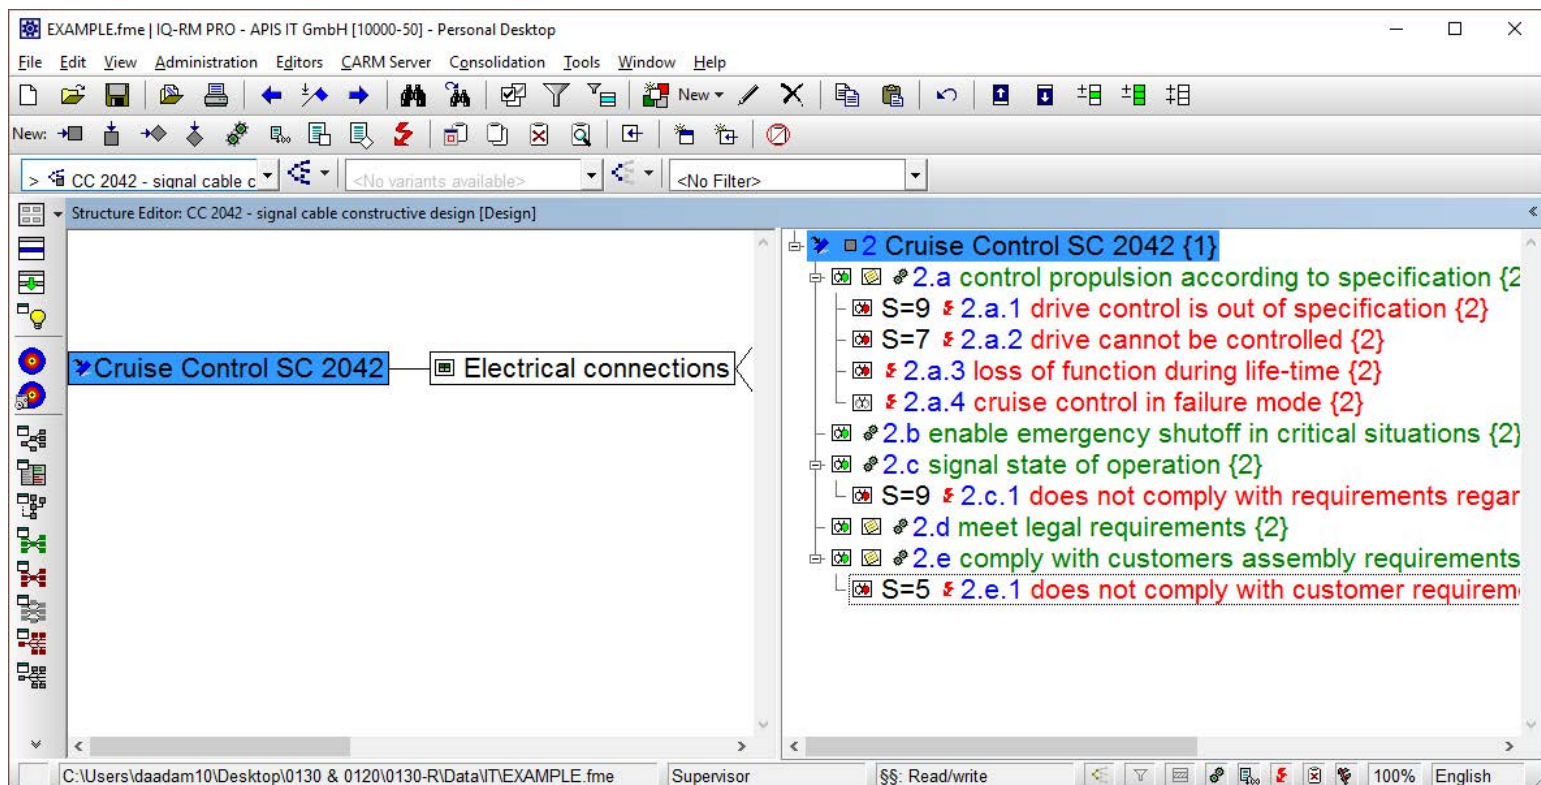 EXAMPLE.fme | IQ-RM PRO - APIS IT GmbH [10000-50] - Personal Desktop
File Edit View Administration Editors CARM Server Consolidation Tools Window Help
New
New:
> CC 2042 - signal cable c <No variants available> <No Filter>
Structure Editor: CC 2042 - signal cable constructive design [Design]
Cruise Control SC 2042 Electrical connections
2 Cruise Control SC 2042 {1}
2.a control propulsion according to specification {2
S=9 2.a.1 drive control is out of specification {2}
S=7 2.a.2 drive cannot be controlled {2}
2.a.3 loss of function during life-time {2}
2.a.4 cruise control in failure mode {2}
2.b enable emergency shutoff in critical situations {2}
2.c signal state of operation {2}
S=9 2.c.1 does not comply with requirements regar
2.d meet legal requirements {2}
2.e comply with customers assembly requirements
S=5 2.e.1 does not comply with customer requirem
C:\Users\daadam10\Desktop\0130 & 0120\0130-R\Data\IT\EXAMPLE.fme Supervisor §§: Read/write 100% English